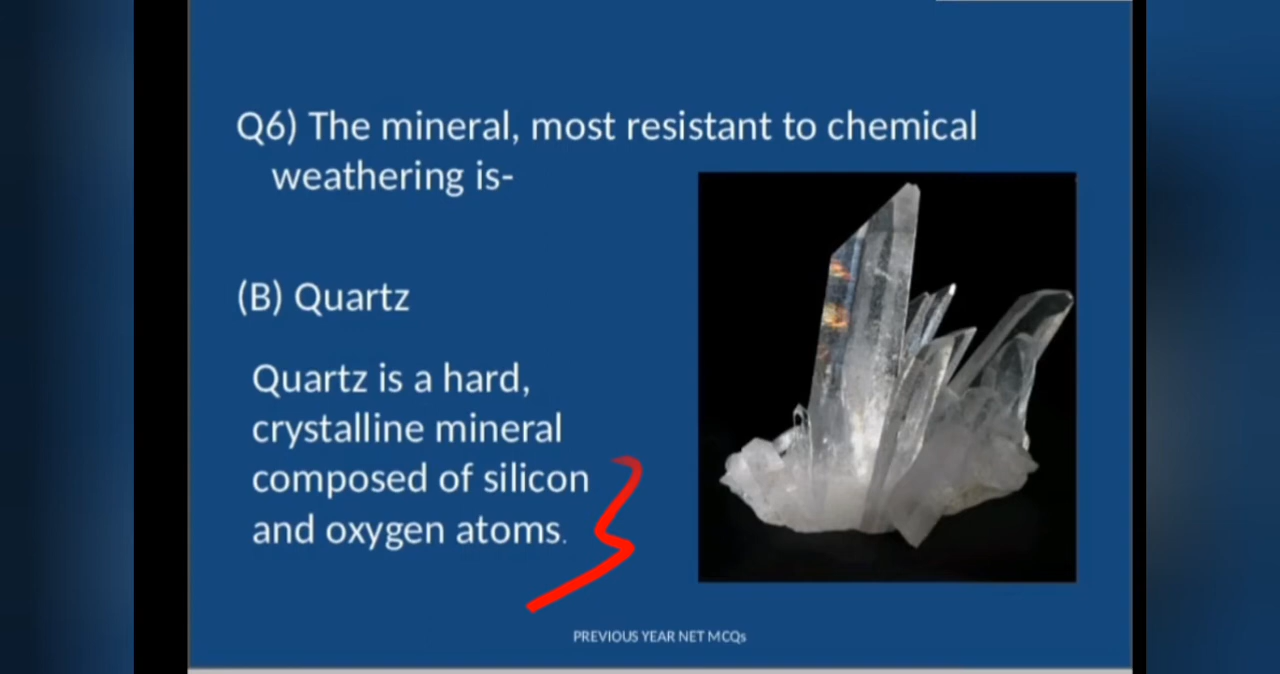 Q6) The mineral, most resistant to chemical
weathering is-
(B) Quartz
Quartz is a hard,
crystalline mineral
composed of silicon
and oxygen atoms.
PREVIOUS YEAR NET MCQs